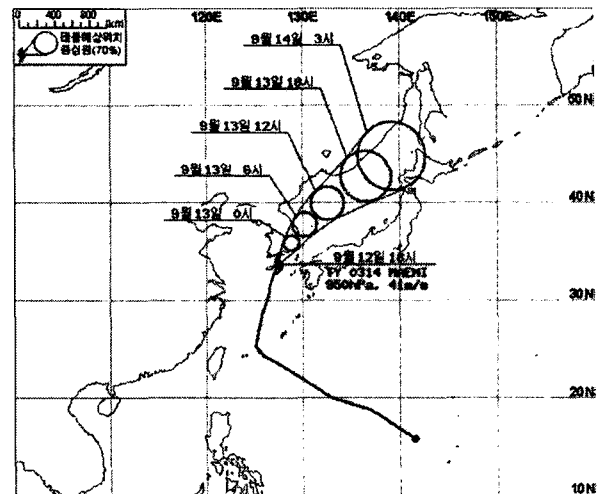 0 400 800 km
태풍예상위치
중심원(70%)
120E 130E 140E 150E
9월14일 3시
9월13일 18시
9월13일 12시
9월13일 6시
9월13일 0시
9월12일 18시
TY 0314 MAEMI
950hPa. 41m/s
50N
40N
30N
20N
10N